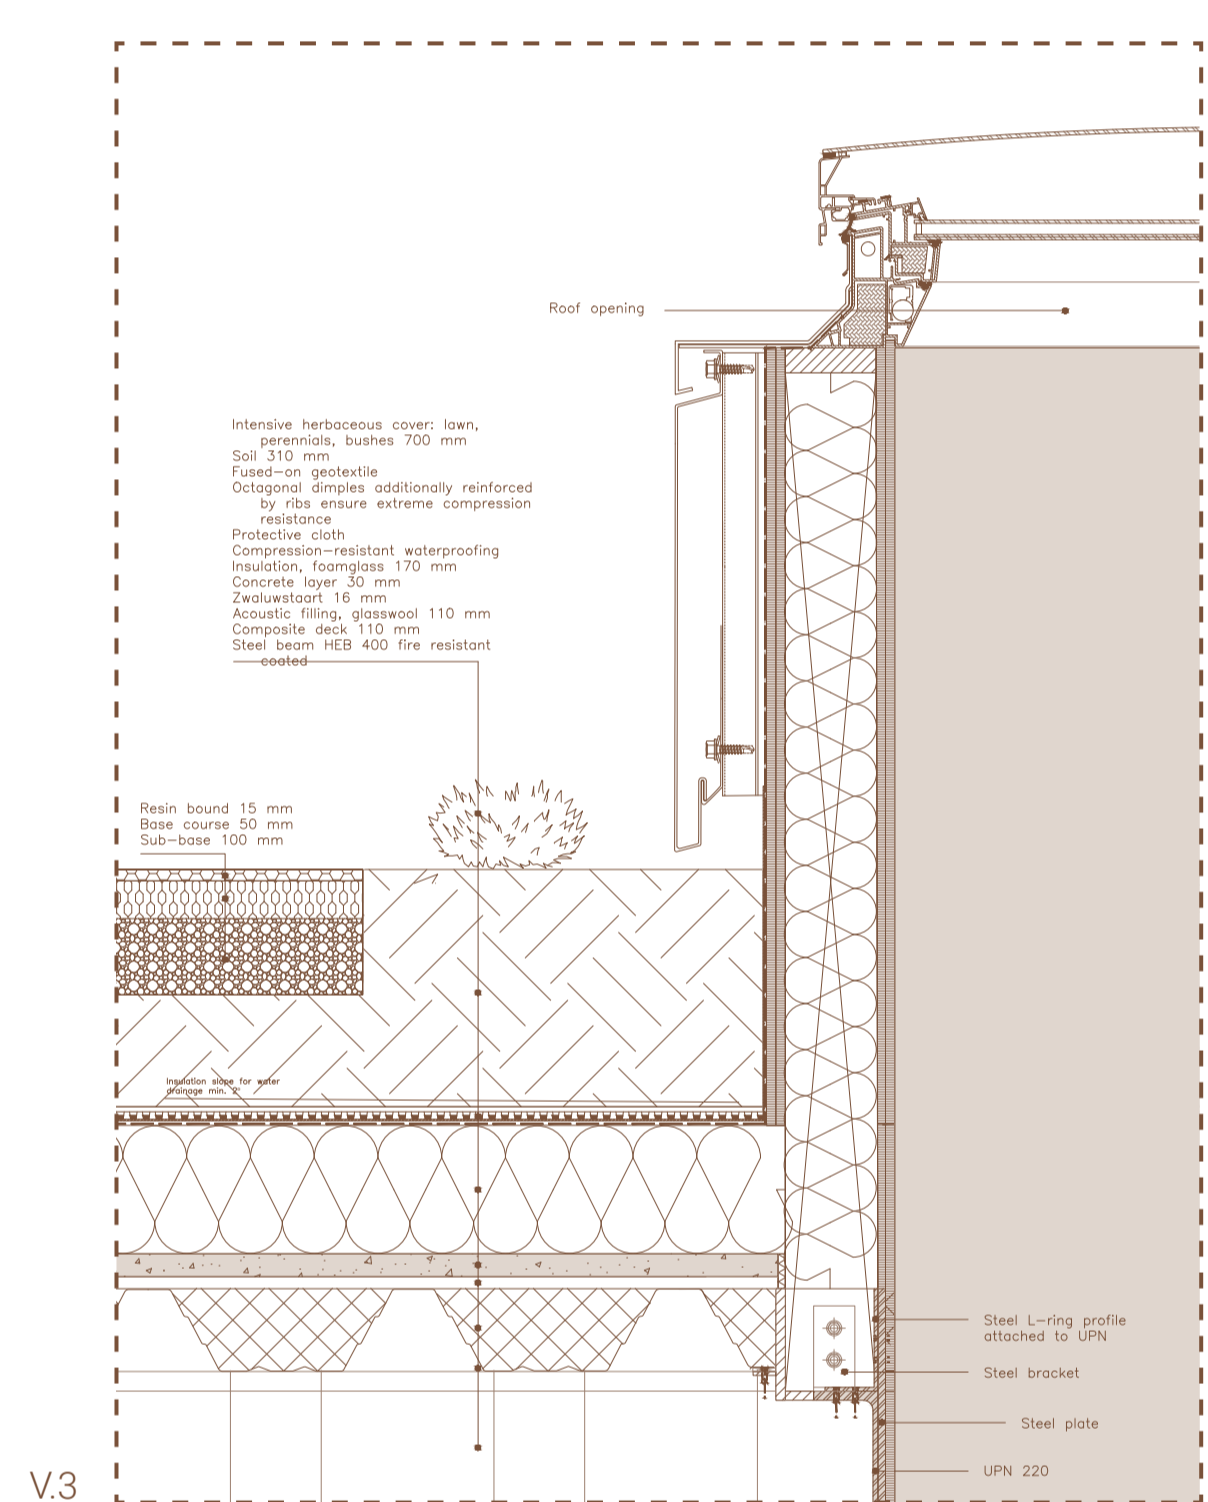 Roof opening
Intensive herbaceous cover: lawn,
perennials, bushes 700 mm
Soil 310 mm
Fused-on geotextile
Octagonal dimples additionally reinforced
by ribs ensure extreme compression
resistance
Protective cloth
Compression-resistant waterproofing
Insulation, foamglass 170 mm
Concrete layer 30 mm
Zwaluwstaart 16 mm
Acoustic filling, glasswool 110 mm
Composite deck 110 mm
Steel beam HEB 400 fire resistant
coated
Resin bound 15 mm
Base course 50 mm
Sub-base 100 mm
Insulation slope for water
drainage min. 2°
Steel L-ring profile
attached to UPN
Steel bracket
Steel plate
UPN 220
V.3